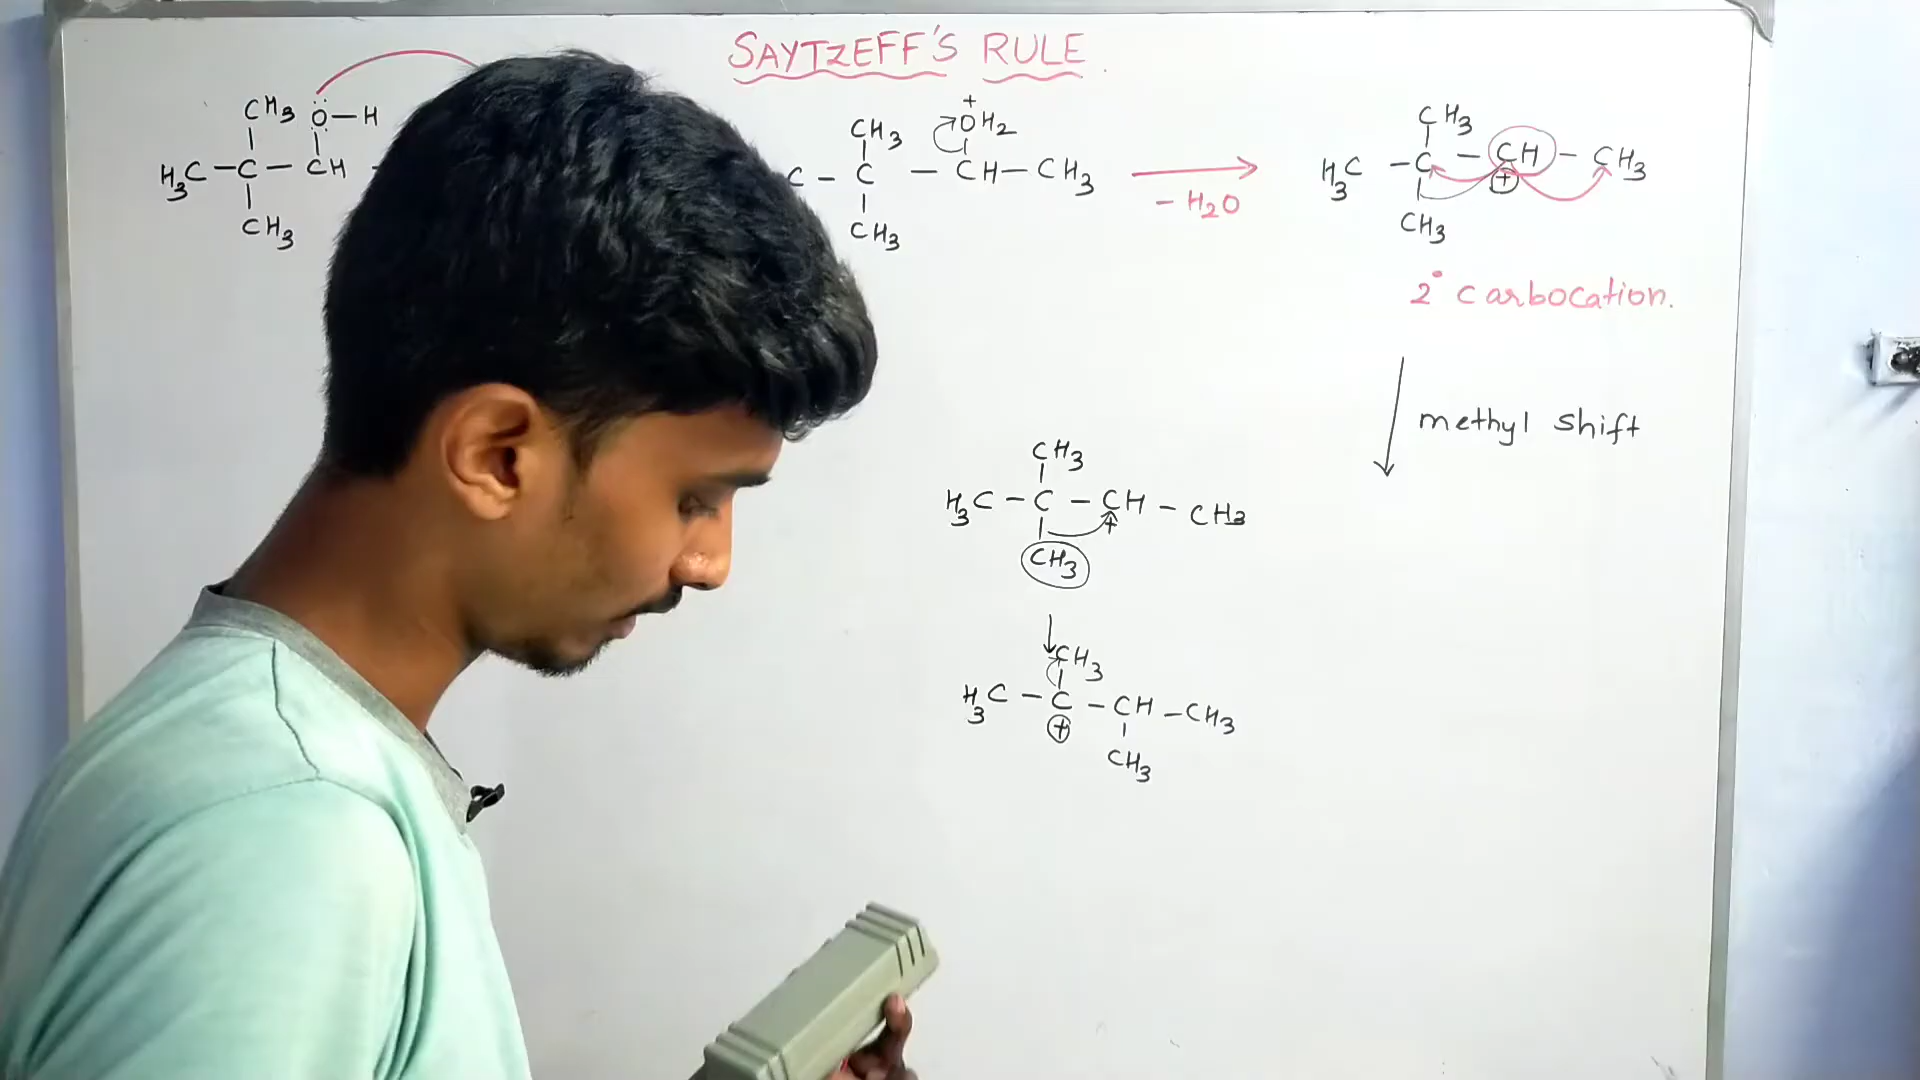 SAYTZEFF'S RULE
CH3 :O-H
H3C-C-CH
CH3
CH3 +OH2
C-C-CH-CH3
CH3
- H2O
CH3
H3C-C-CH-CH3
+
CH3
2° carbocation.
methyl shift
CH3
H3C-C-CH-CH3
+
CH3
CH3
H3C-C-CH-CH3
+
CH3